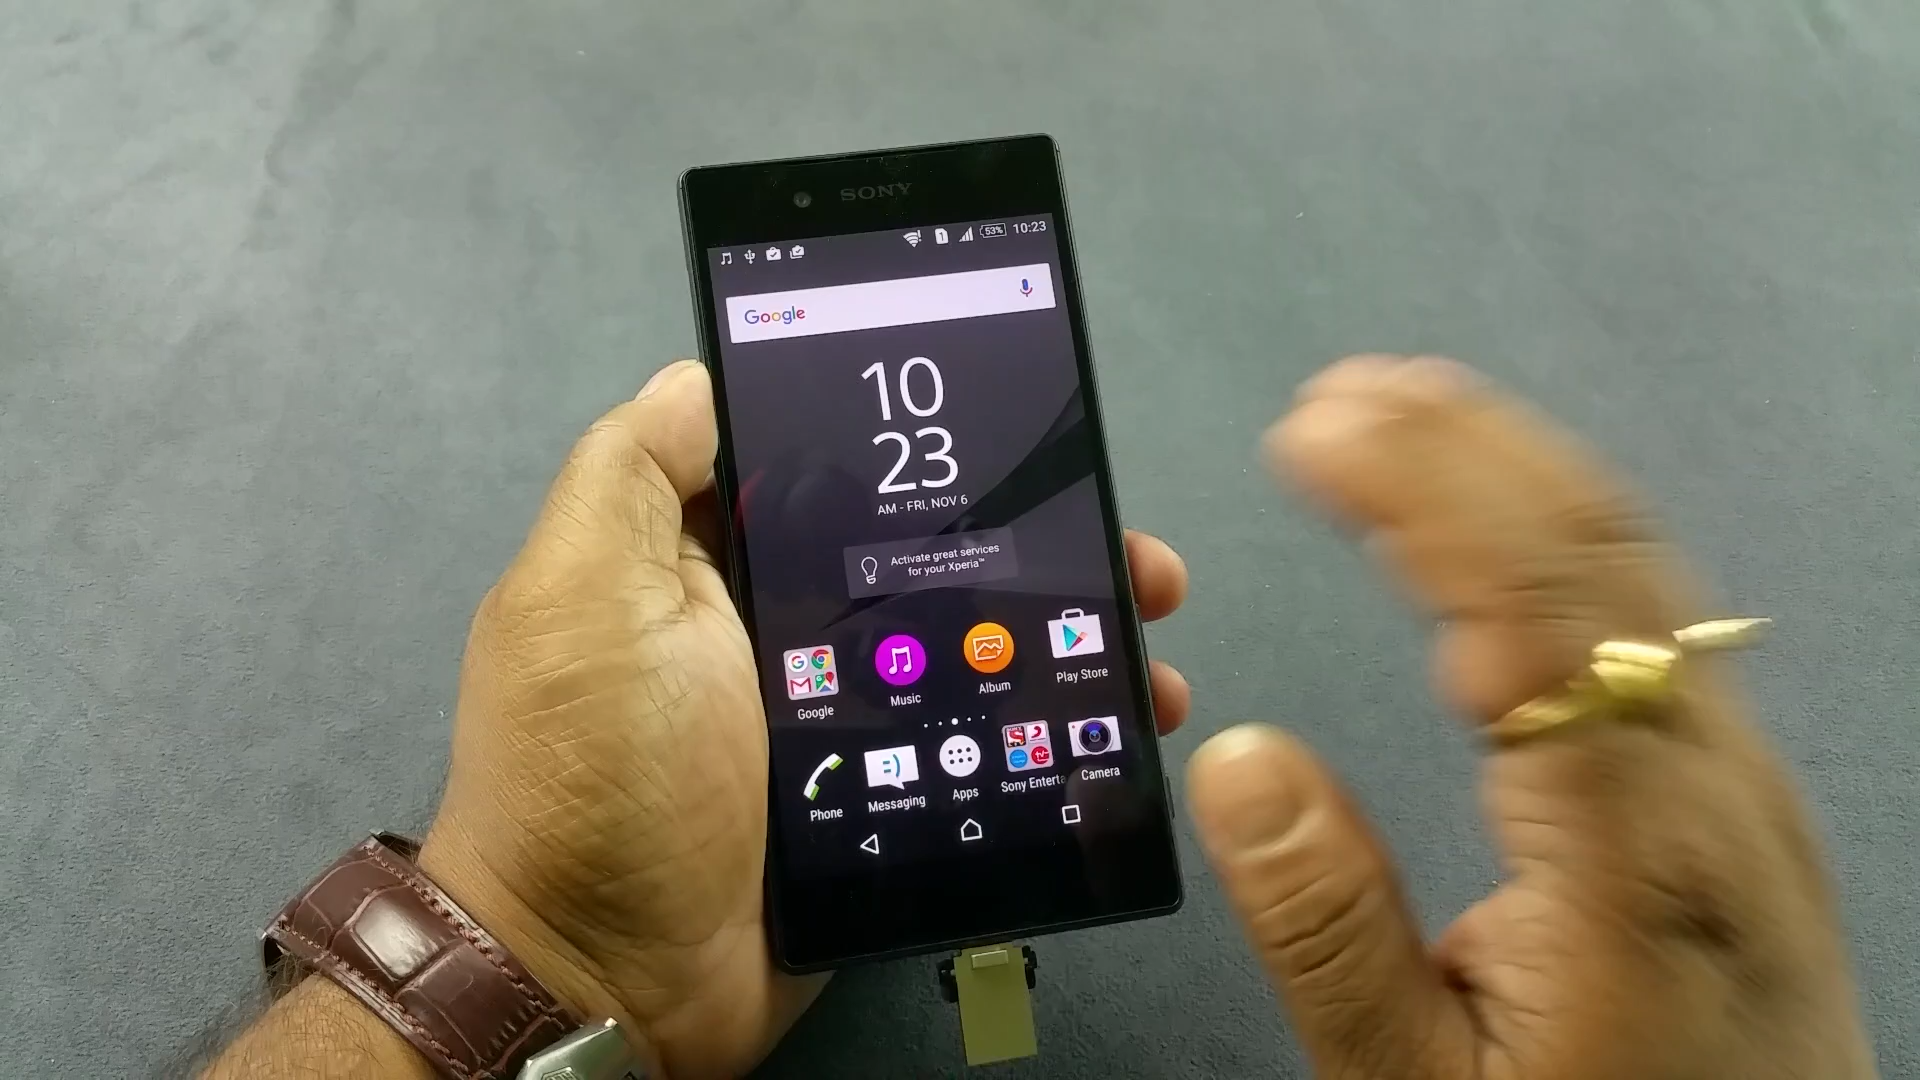 SONY
1 53% 10:23
Google
10
23
AM - FRI, NOV 6
Activate great services
for your Xperia™
Google Music Album Play Store
Phone Messaging Apps Sony Enterta Camera